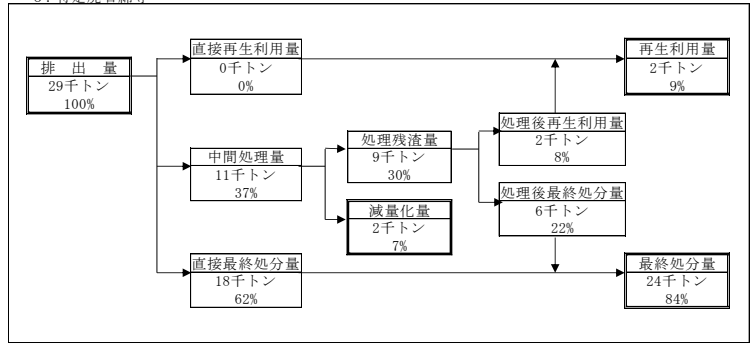 直接再生利用量
0千トン
0%
再生利用量
2千トン
9%
排 出 量
29千トン
100%
処理後再生利用量
2千トン
8%
処理残渣量
9千トン
30%
中間処理量
11千トン
37%
処理後最終処分量
6千トン
22%
減量化量
2千トン
7%
直接最終処分量
18千トン
62%
最終処分量
24千トン
84%